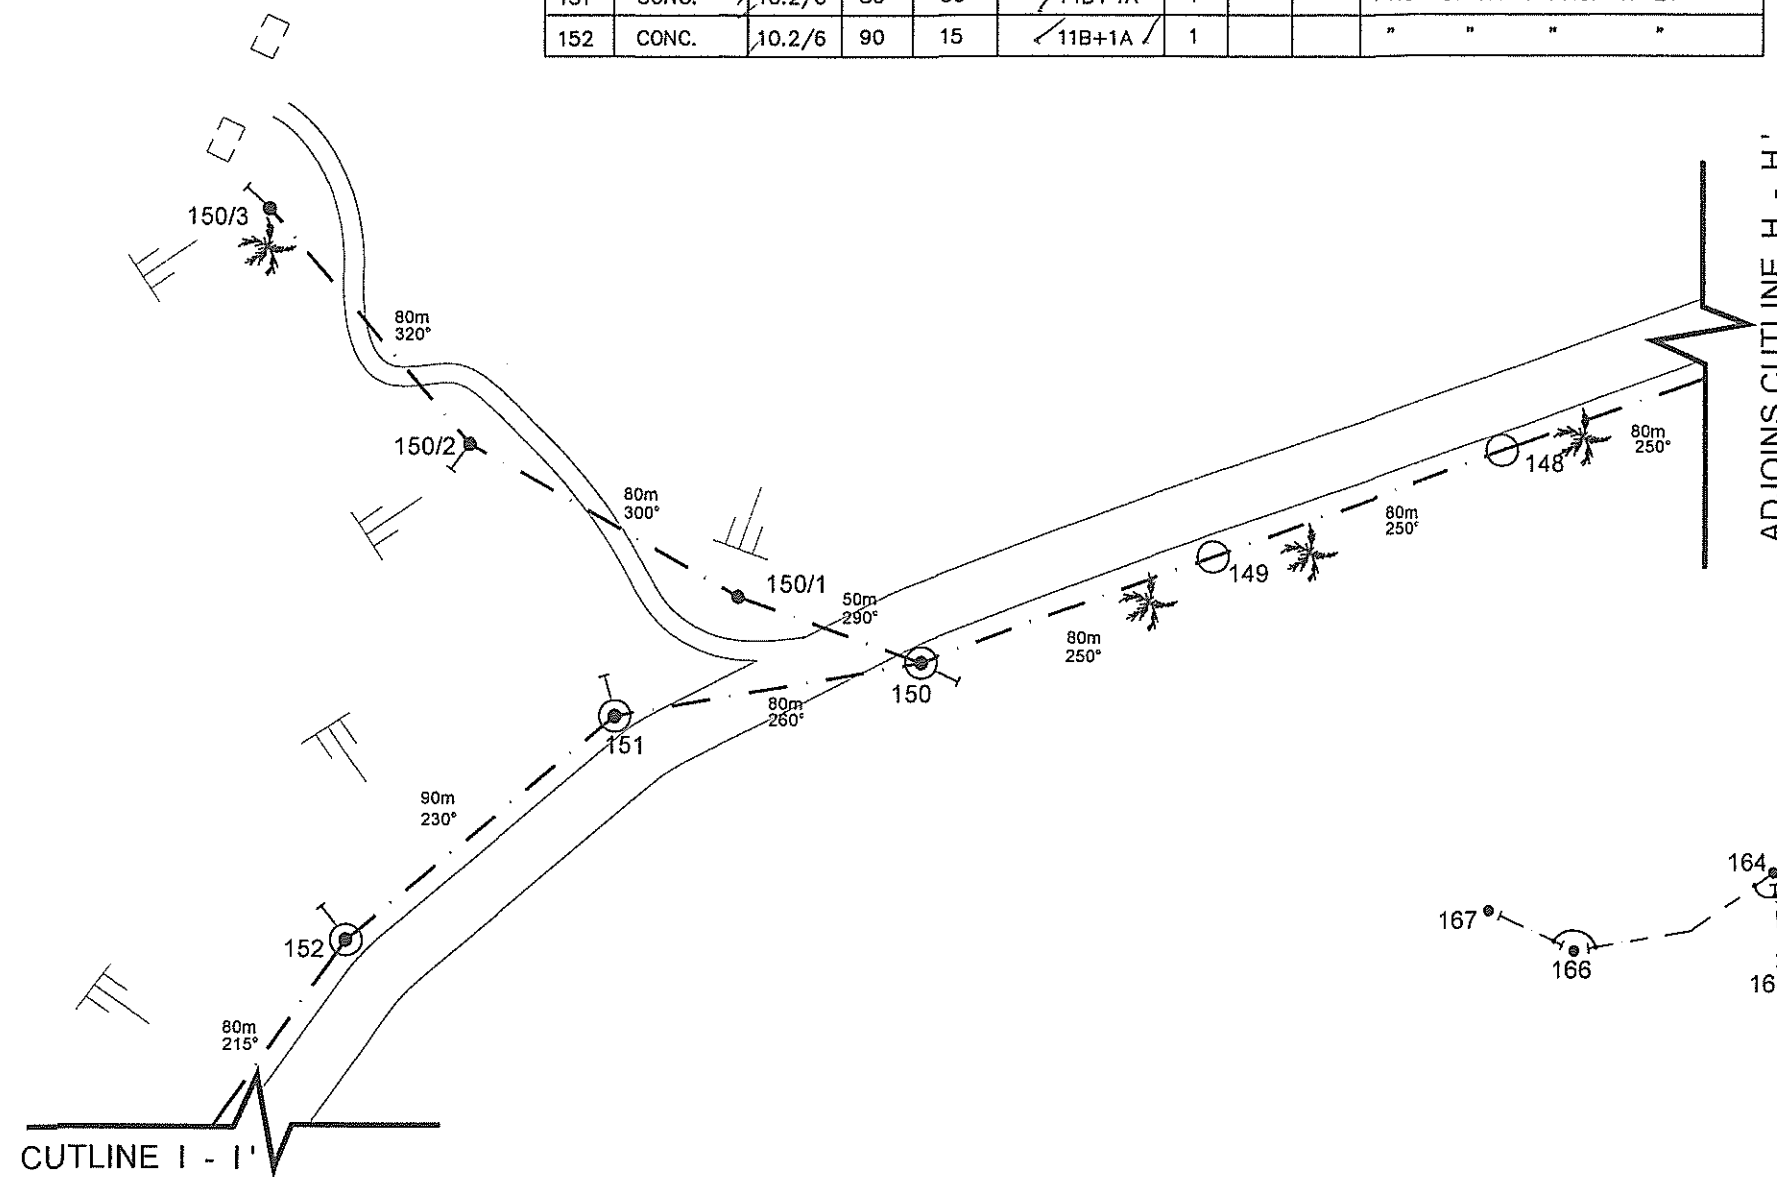 152 CONC. 10.2/6 90 15 11B+1A 1 " " " "
150/3
80m
320°
150/2
80m
300°
150/1
50m
290°
148
80m
250°
80m
250°
149
80m
250°
150
80m
260°
151
90m
230°
152
80m
215°
164
167
166
CUTLINE I - I'
ADJOINS CUTLINE H - H'